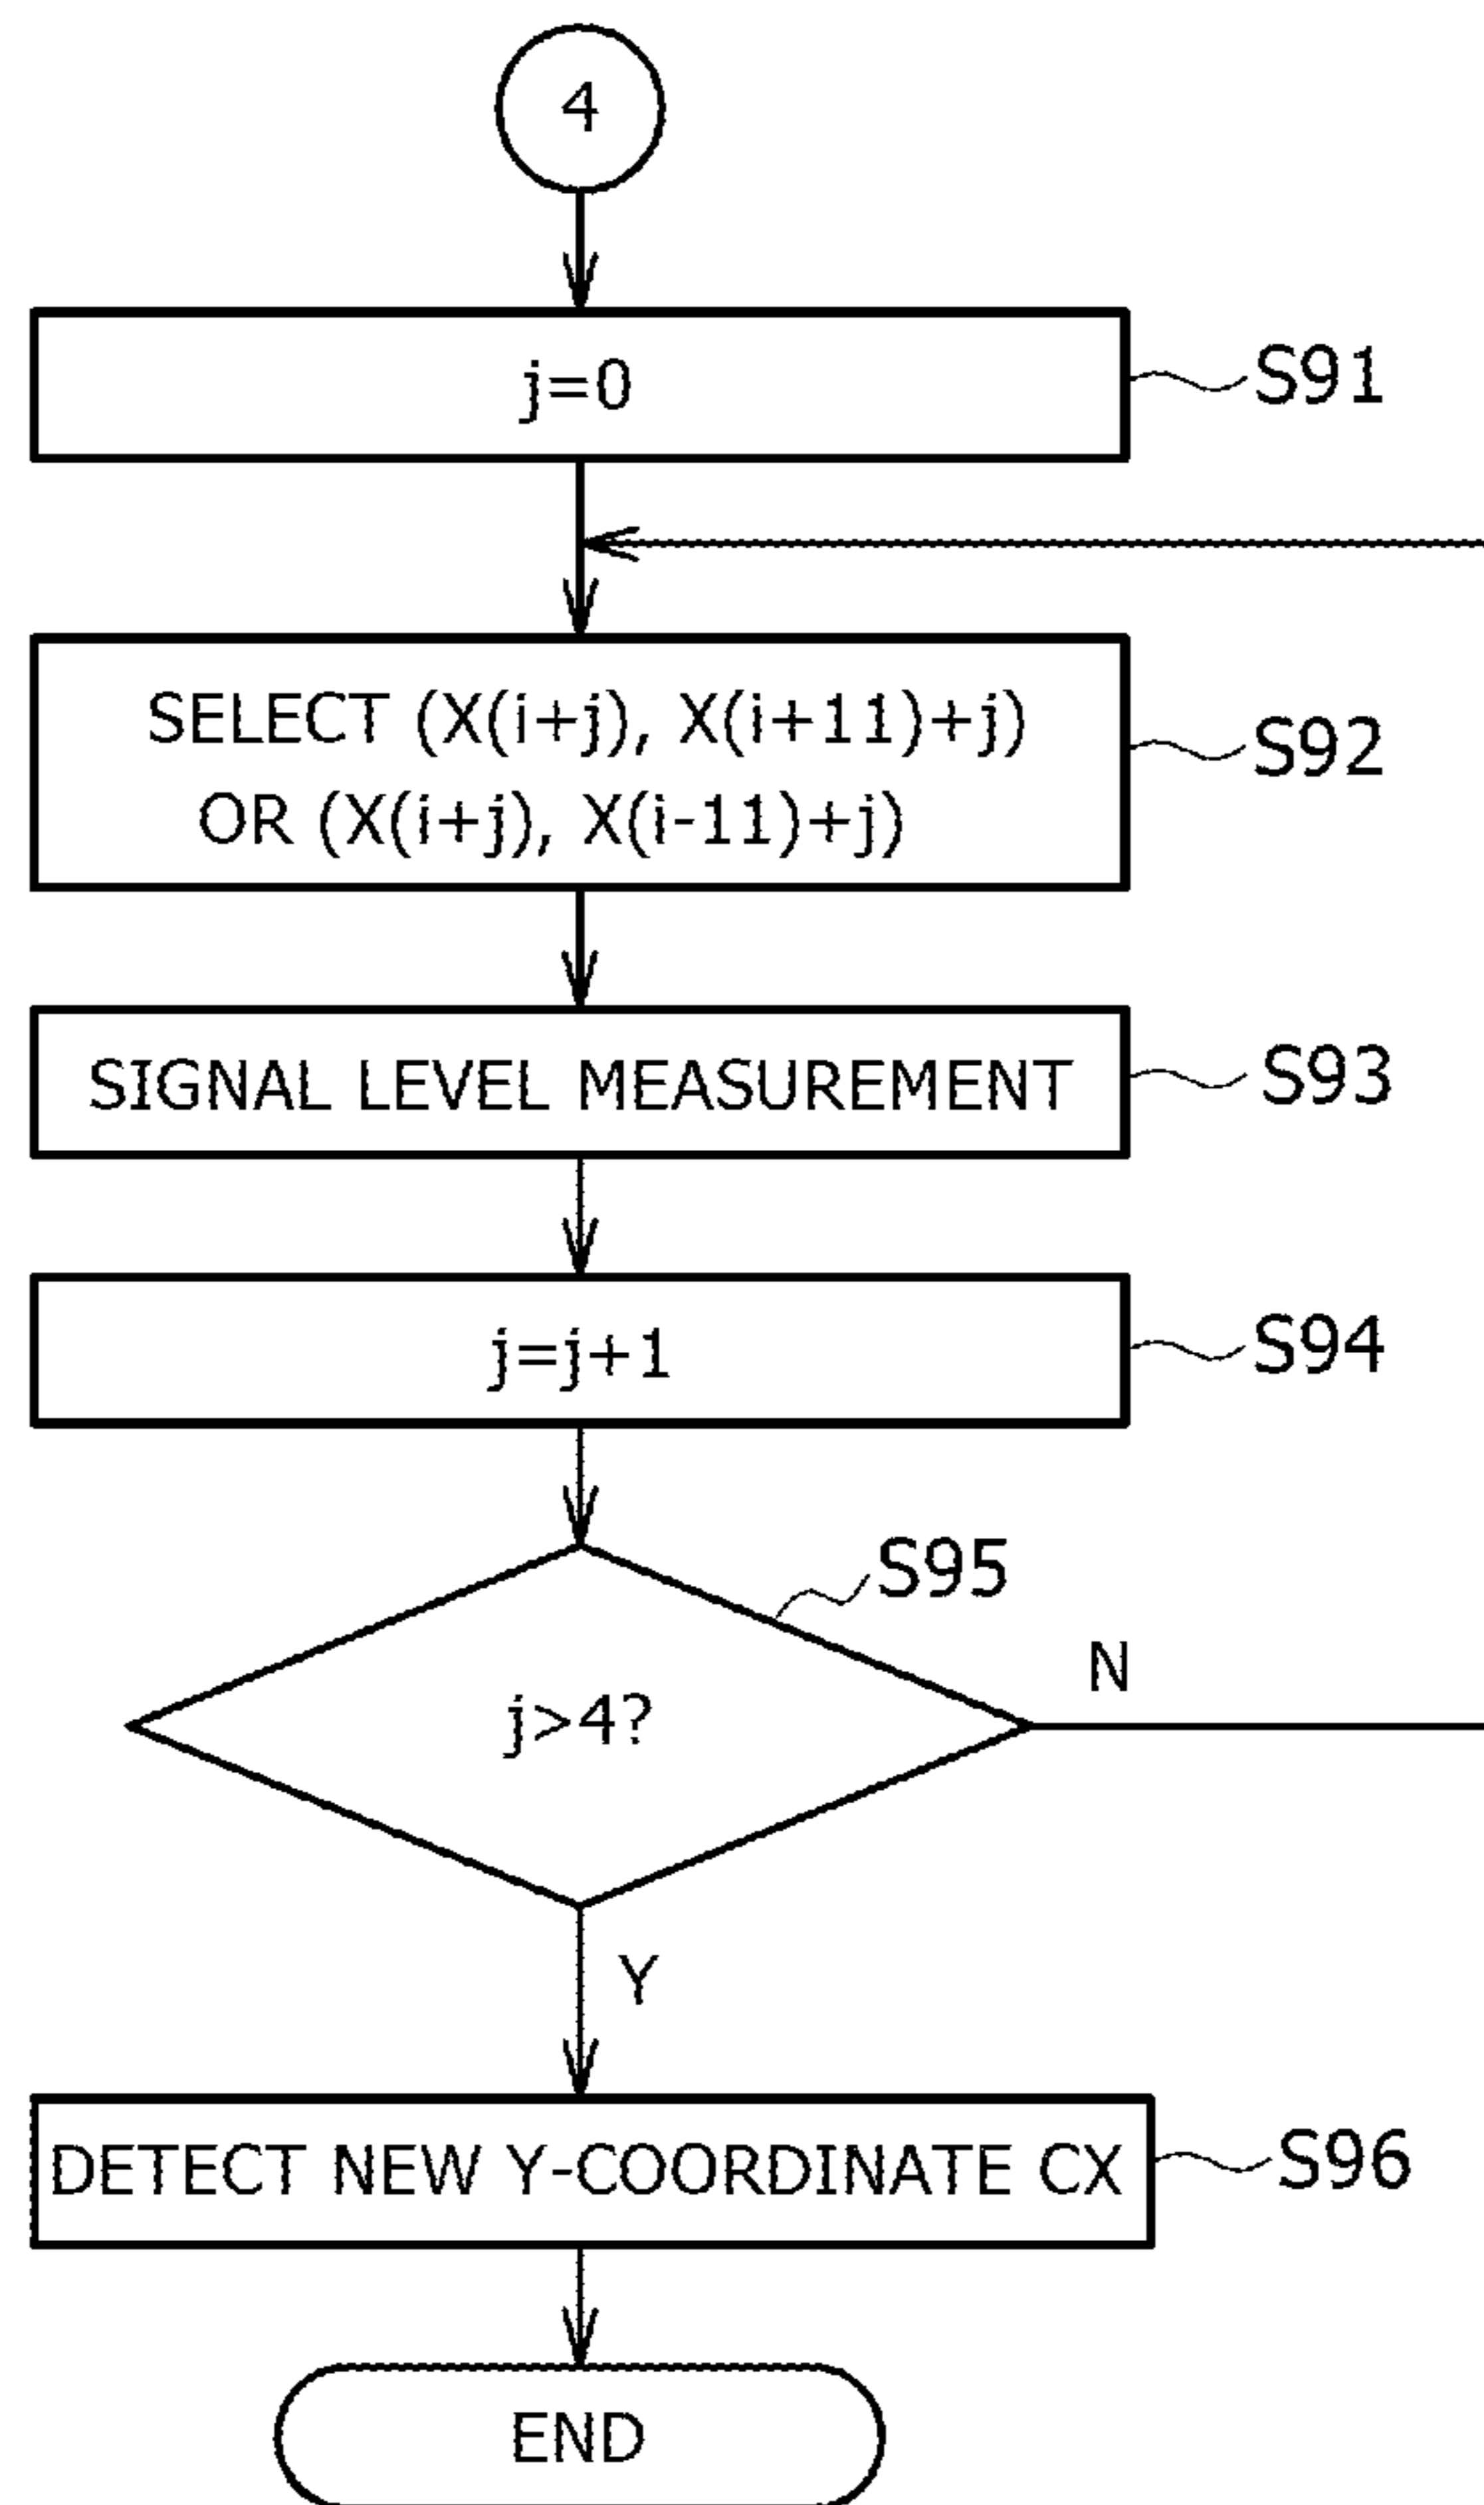 4
j=0
S91
SELECT (X(i+j), X(i+11)+j)
OR (X(i+j), X(i-11)+j)
S92
SIGNAL LEVEL MEASUREMENT
S93
j=j+1
S94
S95
j>4?
N
Y
DETECT NEW Y-COORDINATE CX
S96
END